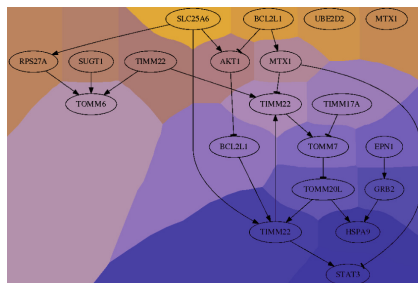 SLC25A6 BCL2L1 UBE2D2 MTX1
RPS27A SUGT1 TIMM22 AKT1 MTX1
TOMM6 TIMM22 TIMM17A
BCL2L1 TOMM7 EPN1
TOMM20L GRB2
TIMM22 HSPA9
STAT3